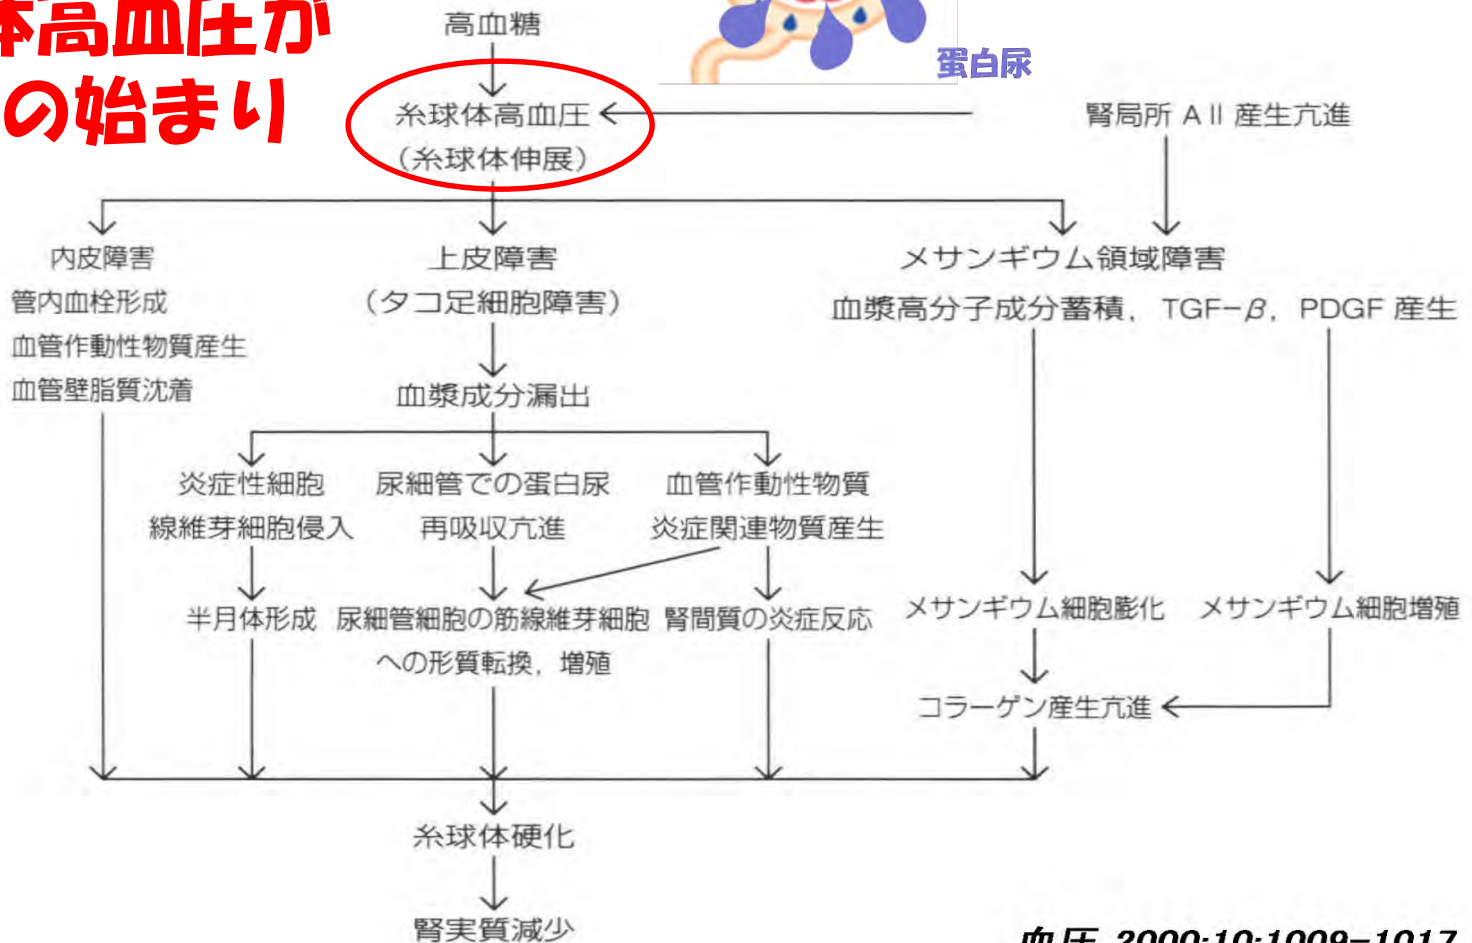 体高血圧が
の始まり
高血糖
蛋白尿
糸球体高血圧
（糸球体伸展）
腎局所 AⅡ 産生亢進
内皮障害
管内血栓形成
血管作動性物質産生
血管壁脂質沈着
上皮障害
（タコ足細胞障害）
メサンギウム領域障害
血漿高分子成分蓄積，TGF-β，PDGF 産生
血漿成分漏出
炎症性細胞
線維芽細胞侵入
尿細管での蛋白尿
再吸収亢進
血管作動性物質
炎症関連物質産生
半月体形成
尿細管細胞の筋線維芽細胞
への形質転換，増殖
腎間質の炎症反応
メサンギウム細胞膨化
メサンギウム細胞増殖
コラーゲン産生亢進
糸球体硬化
腎実質減少
血圧 2000;10:1009-1017